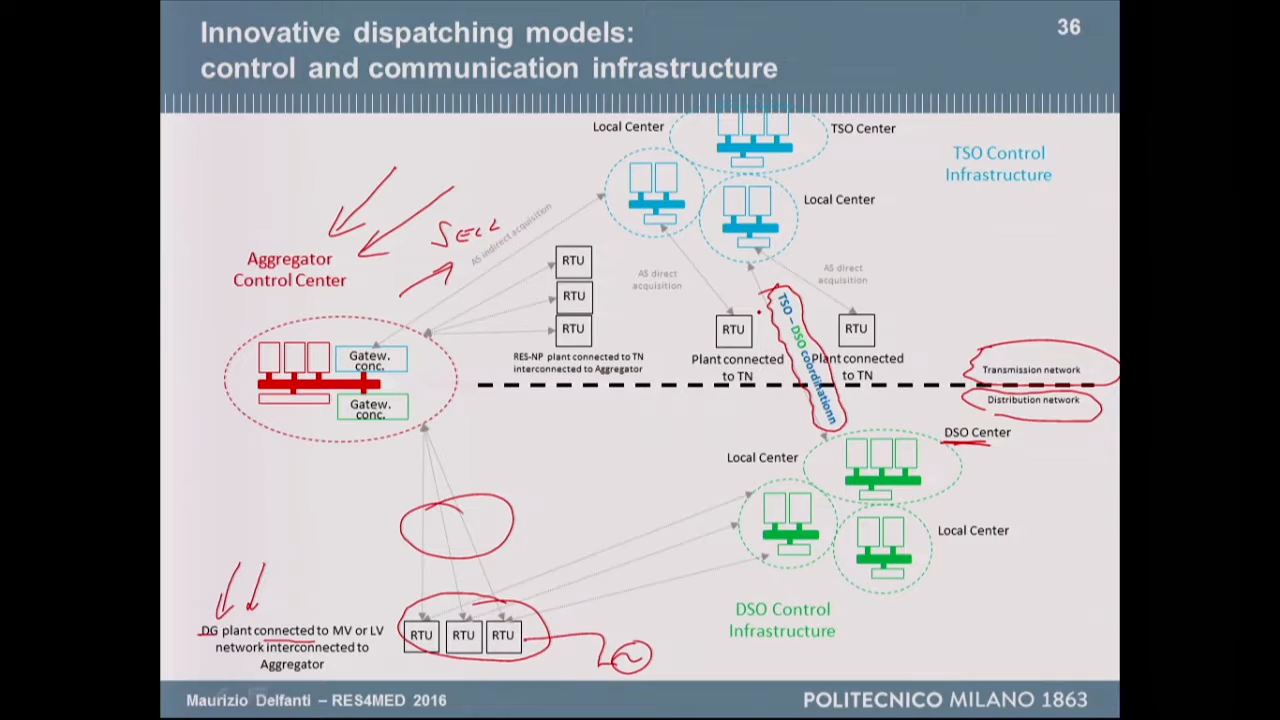 Innovative dispatching models:
control and communication infrastructure
36
Local Center
TSO Center
TSO Control
Infrastructure
Local Center
AS indirect acquisition
Aggregator
Control Center
RTU
RTU
RTU
AS direct
acquisition
AS direct
acquisition
RTU
RTU
TSO – DSO coordinationn
Gatew.
conc.
Gatew.
conc.
RES-NP plant connected to TN
interconnected to Aggregator
Plant connected
to TN
Plant connected
to TN
Transmission network
Distribution network
DSO Center
Local Center
Local Center
DSO Control
Infrastructure
DG plant connected to MV or LV
network interconnected to
Aggregator
RTU
RTU
RTU
Maurizio Delfanti – RES4MED 2016
POLITECNICO MILANO 1863